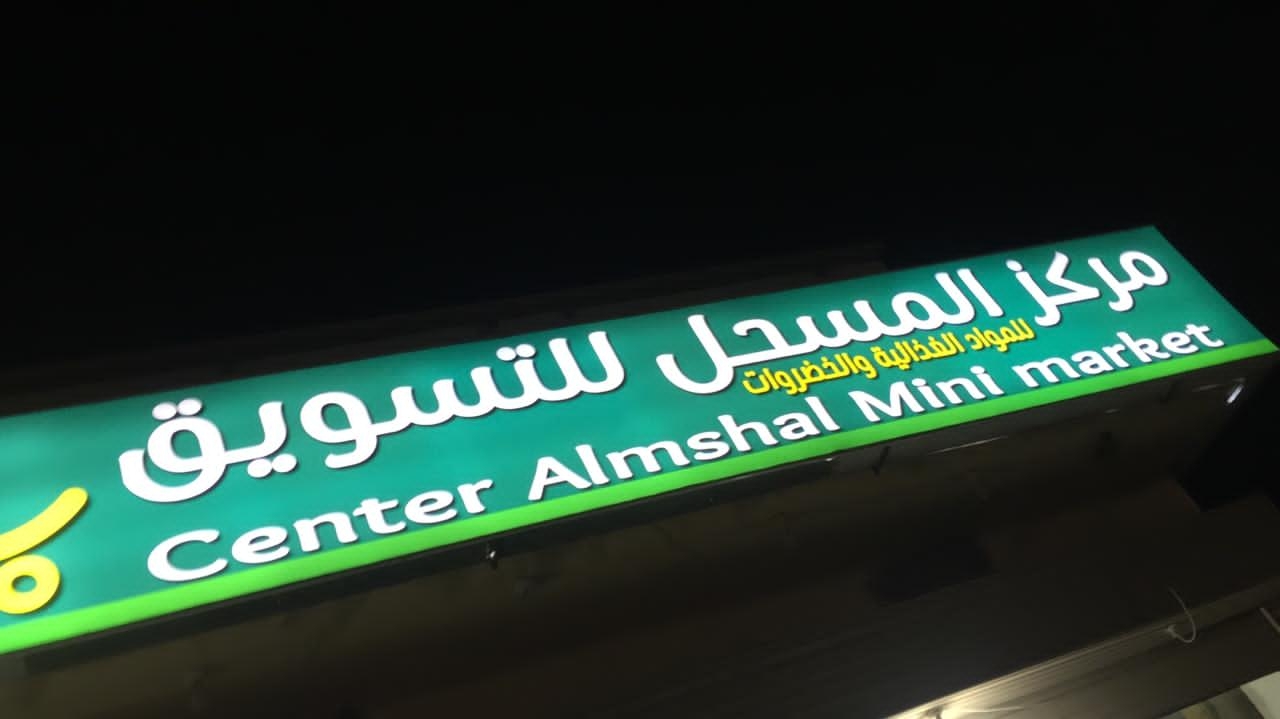 مركز المسحل للتسويق
للمواد الغذائية والخضروات
Center Almshal Mini market